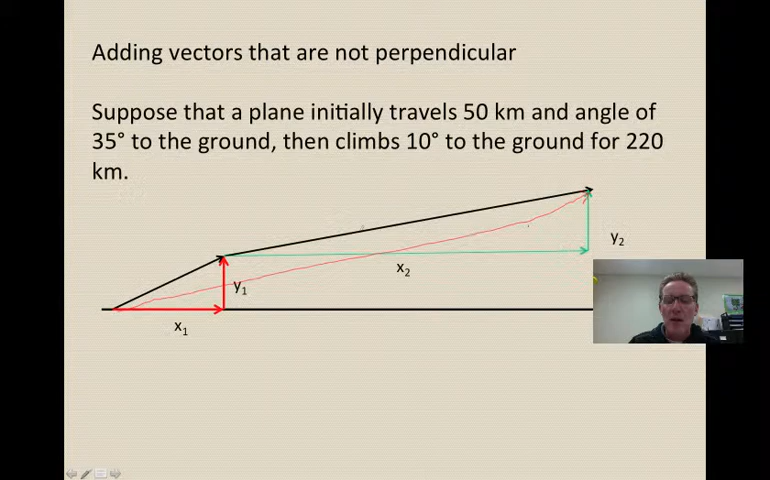 Adding vectors that are not perpendicular
Suppose that a plane initially travels 50 km and angle of
35° to the ground, then climbs 10° to the ground for 220
km.
y₂
x₂
y₁
x₁